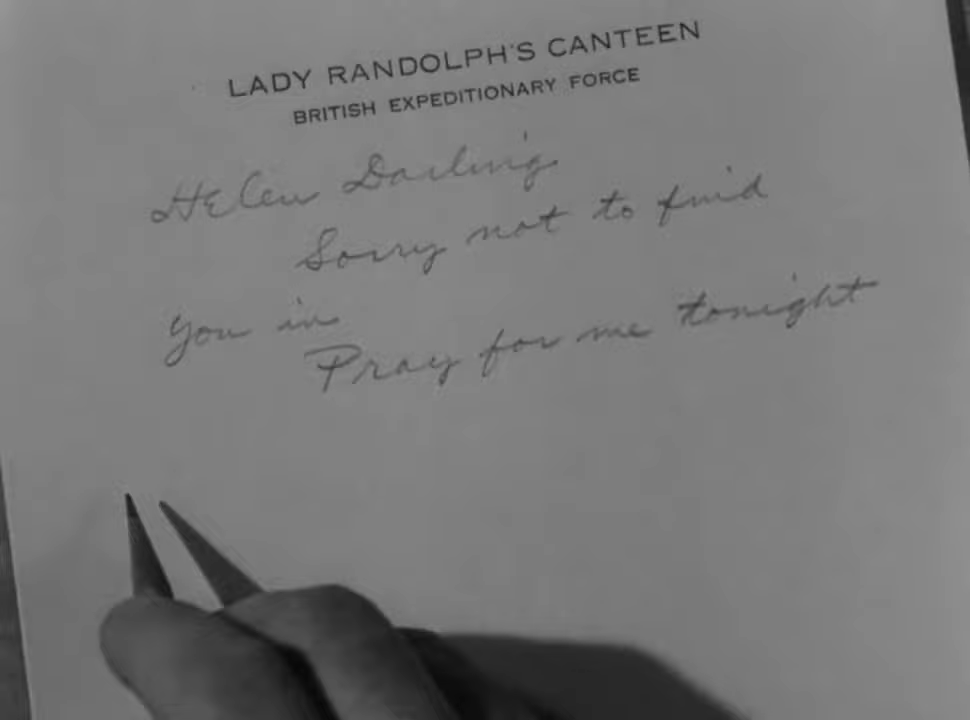 LADY RANDOLPH'S CANTEEN
BRITISH EXPEDITIONARY FORCE
Helen Darling
Sorry not to find
you in
Pray for me tonight